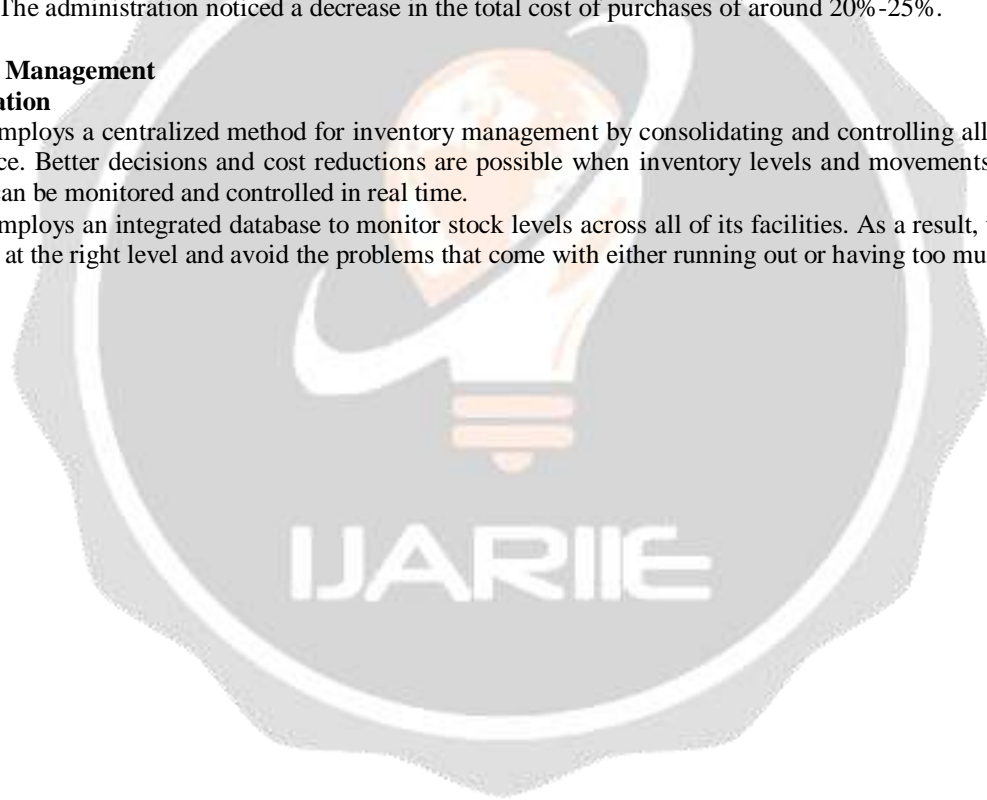 The administration noticed a decrease in the total cost of purchases of around 20%-25%.
Management
ation
mploys a centralized method for inventory management by consolidating and controlling all
ce. Better decisions and cost reductions are possible when inventory levels and movements
can be monitored and controlled in real time.
mploys an integrated database to monitor stock levels across all of its facilities. As a result,
at the right level and avoid the problems that come with either running out or having too mu
IJARIIE